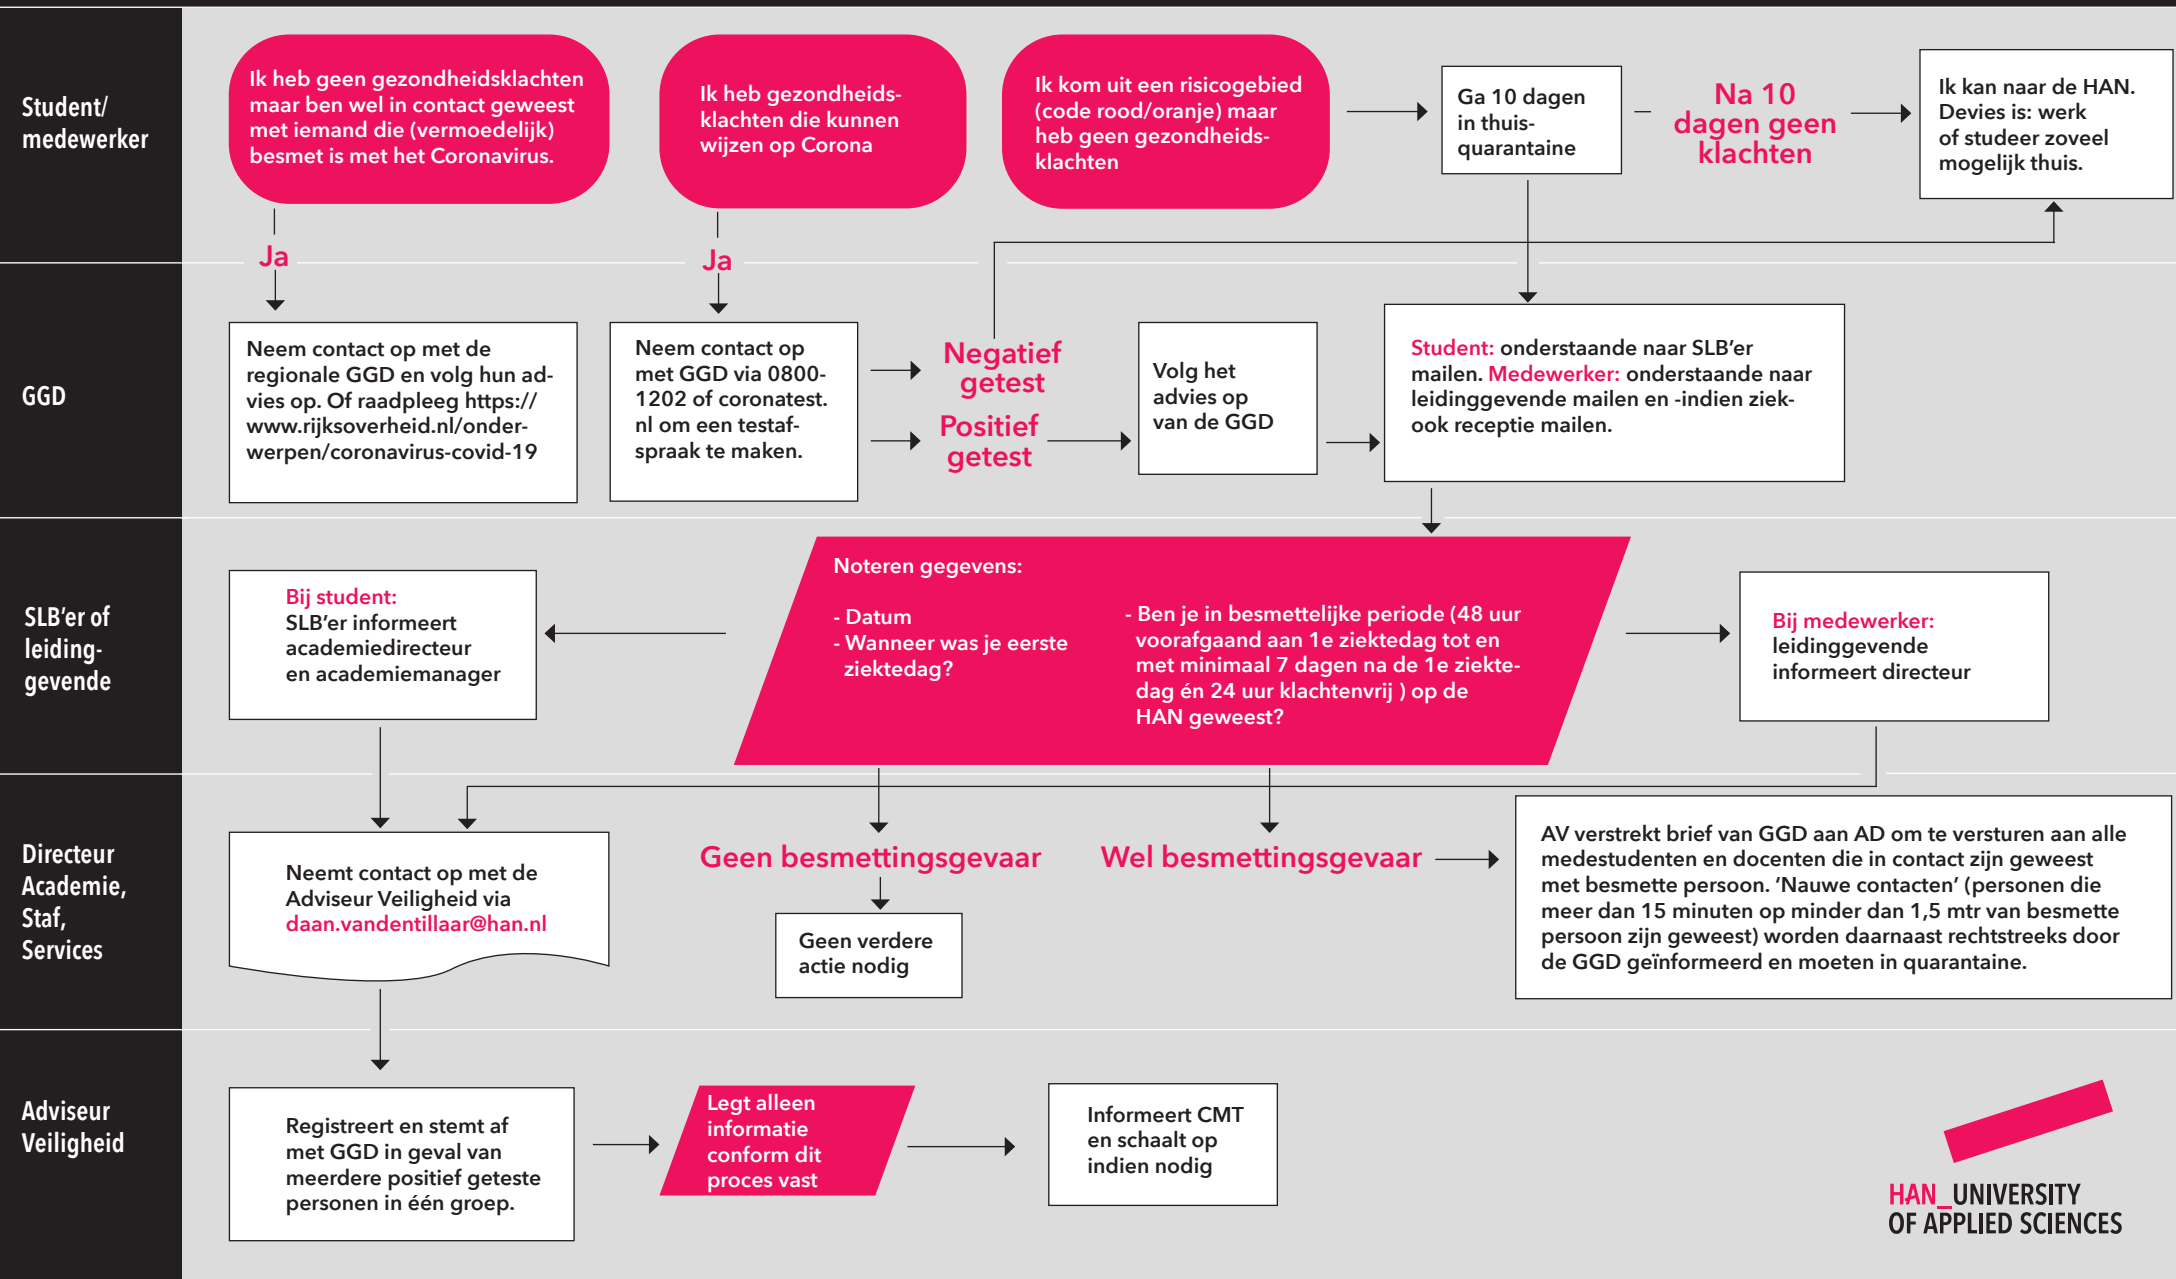 Student/
medewerker
Ik heb geen gezondheidsklachten
maar ben wel in contact geweest
met iemand die (vermoedelijk)
besmet is met het Coronavirus.
Ik heb gezondheids-
klachten die kunnen
wijzen op Corona
Ik kom uit een risicogebied
(code rood/oranje) maar
heb geen gezondheids-
klachten
Ga 10 dagen
in thuis-
quarantaine
Na 10
dagen geen
klachten
Ik kan naar de HAN.
Devies is: werk
of studeer zoveel
mogelijk thuis.
Ja
Ja
GGD
Neem contact op met de
regionale GGD en volg hun ad-
vies op. Of raadpleeg https://
www.rijksoverheid.nl/onder-
werpen/coronavirus-covid-19
Neem contact op
met GGD via 0800-
1202 of coronatest.
nl om een testaf-
spraak te maken.
Negatief
getest
Positief
getest
Volg het
advies op
van de GGD
Student: onderstaande naar SLB'er
mailen. Medewerker: onderstaande naar
leidinggevende mailen en -indien ziek-
ook receptie mailen.
SLB'er of
leiding-
gevende
Bij student:
SLB'er informeert
academiedirecteur
en academiemanager
Noteren gegevens:
- Datum
- Wanneer was je eerste
ziektedag?
- Ben je in besmettelijke periode (48 uur
voorafgaand aan 1e ziektedag tot en
met minimaal 7 dagen na de 1e ziekte-
dag én 24 uur klachtenvrij ) op de
HAN geweest?
Bij medewerker:
leidinggevende
informeert directeur
Directeur
Academie,
Staf,
Services
Neemt contact op met de
Adviseur Veiligheid via
daan.vandentillaar@han.nl
Geen besmettingsgevaar
Geen verdere
actie nodig
Wel besmettingsgevaar
AV verstrekt brief van GGD aan AD om te versturen aan alle
medestudenten en docenten die in contact zijn geweest
met besmette persoon. 'Nauwe contacten' (personen die
meer dan 15 minuten op minder dan 1,5 mtr van besmette
persoon zijn geweest) worden daarnaast rechtstreeks door
de GGD geïnformeerd en moeten in quarantaine.
Adviseur
Veiligheid
Registreert en stemt af
met GGD in geval van
meerdere positief geteste
personen in één groep.
Legt alleen
informatie
conform dit
proces vast
Informeert CMT
en schaalt op
indien nodig
HAN_UNIVERSITY
OF APPLIED SCIENCES